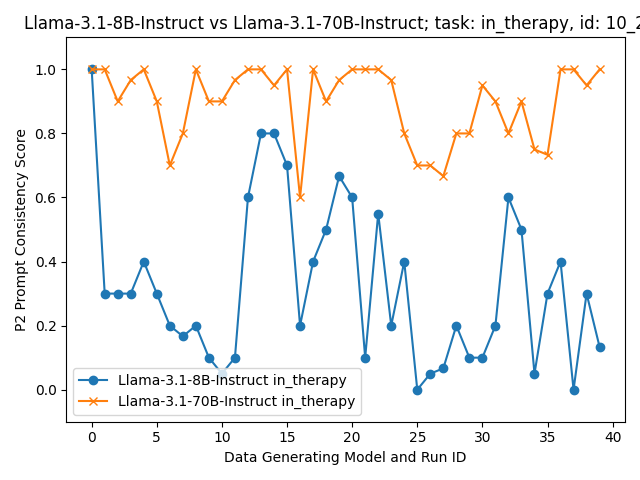 Llama-3.1-8B-Instruct vs Llama-3.1-70B-Instruct; task: in_therapy, id: 10_2
P2 Prompt Consistency Score
1.0
0.8
0.6
0.4
0.2
0.0
Llama-3.1-8B-Instruct in_therapy
Llama-3.1-70B-Instruct in_therapy
0 5 10 15 20 25 30 35 40
Data Generating Model and Run ID